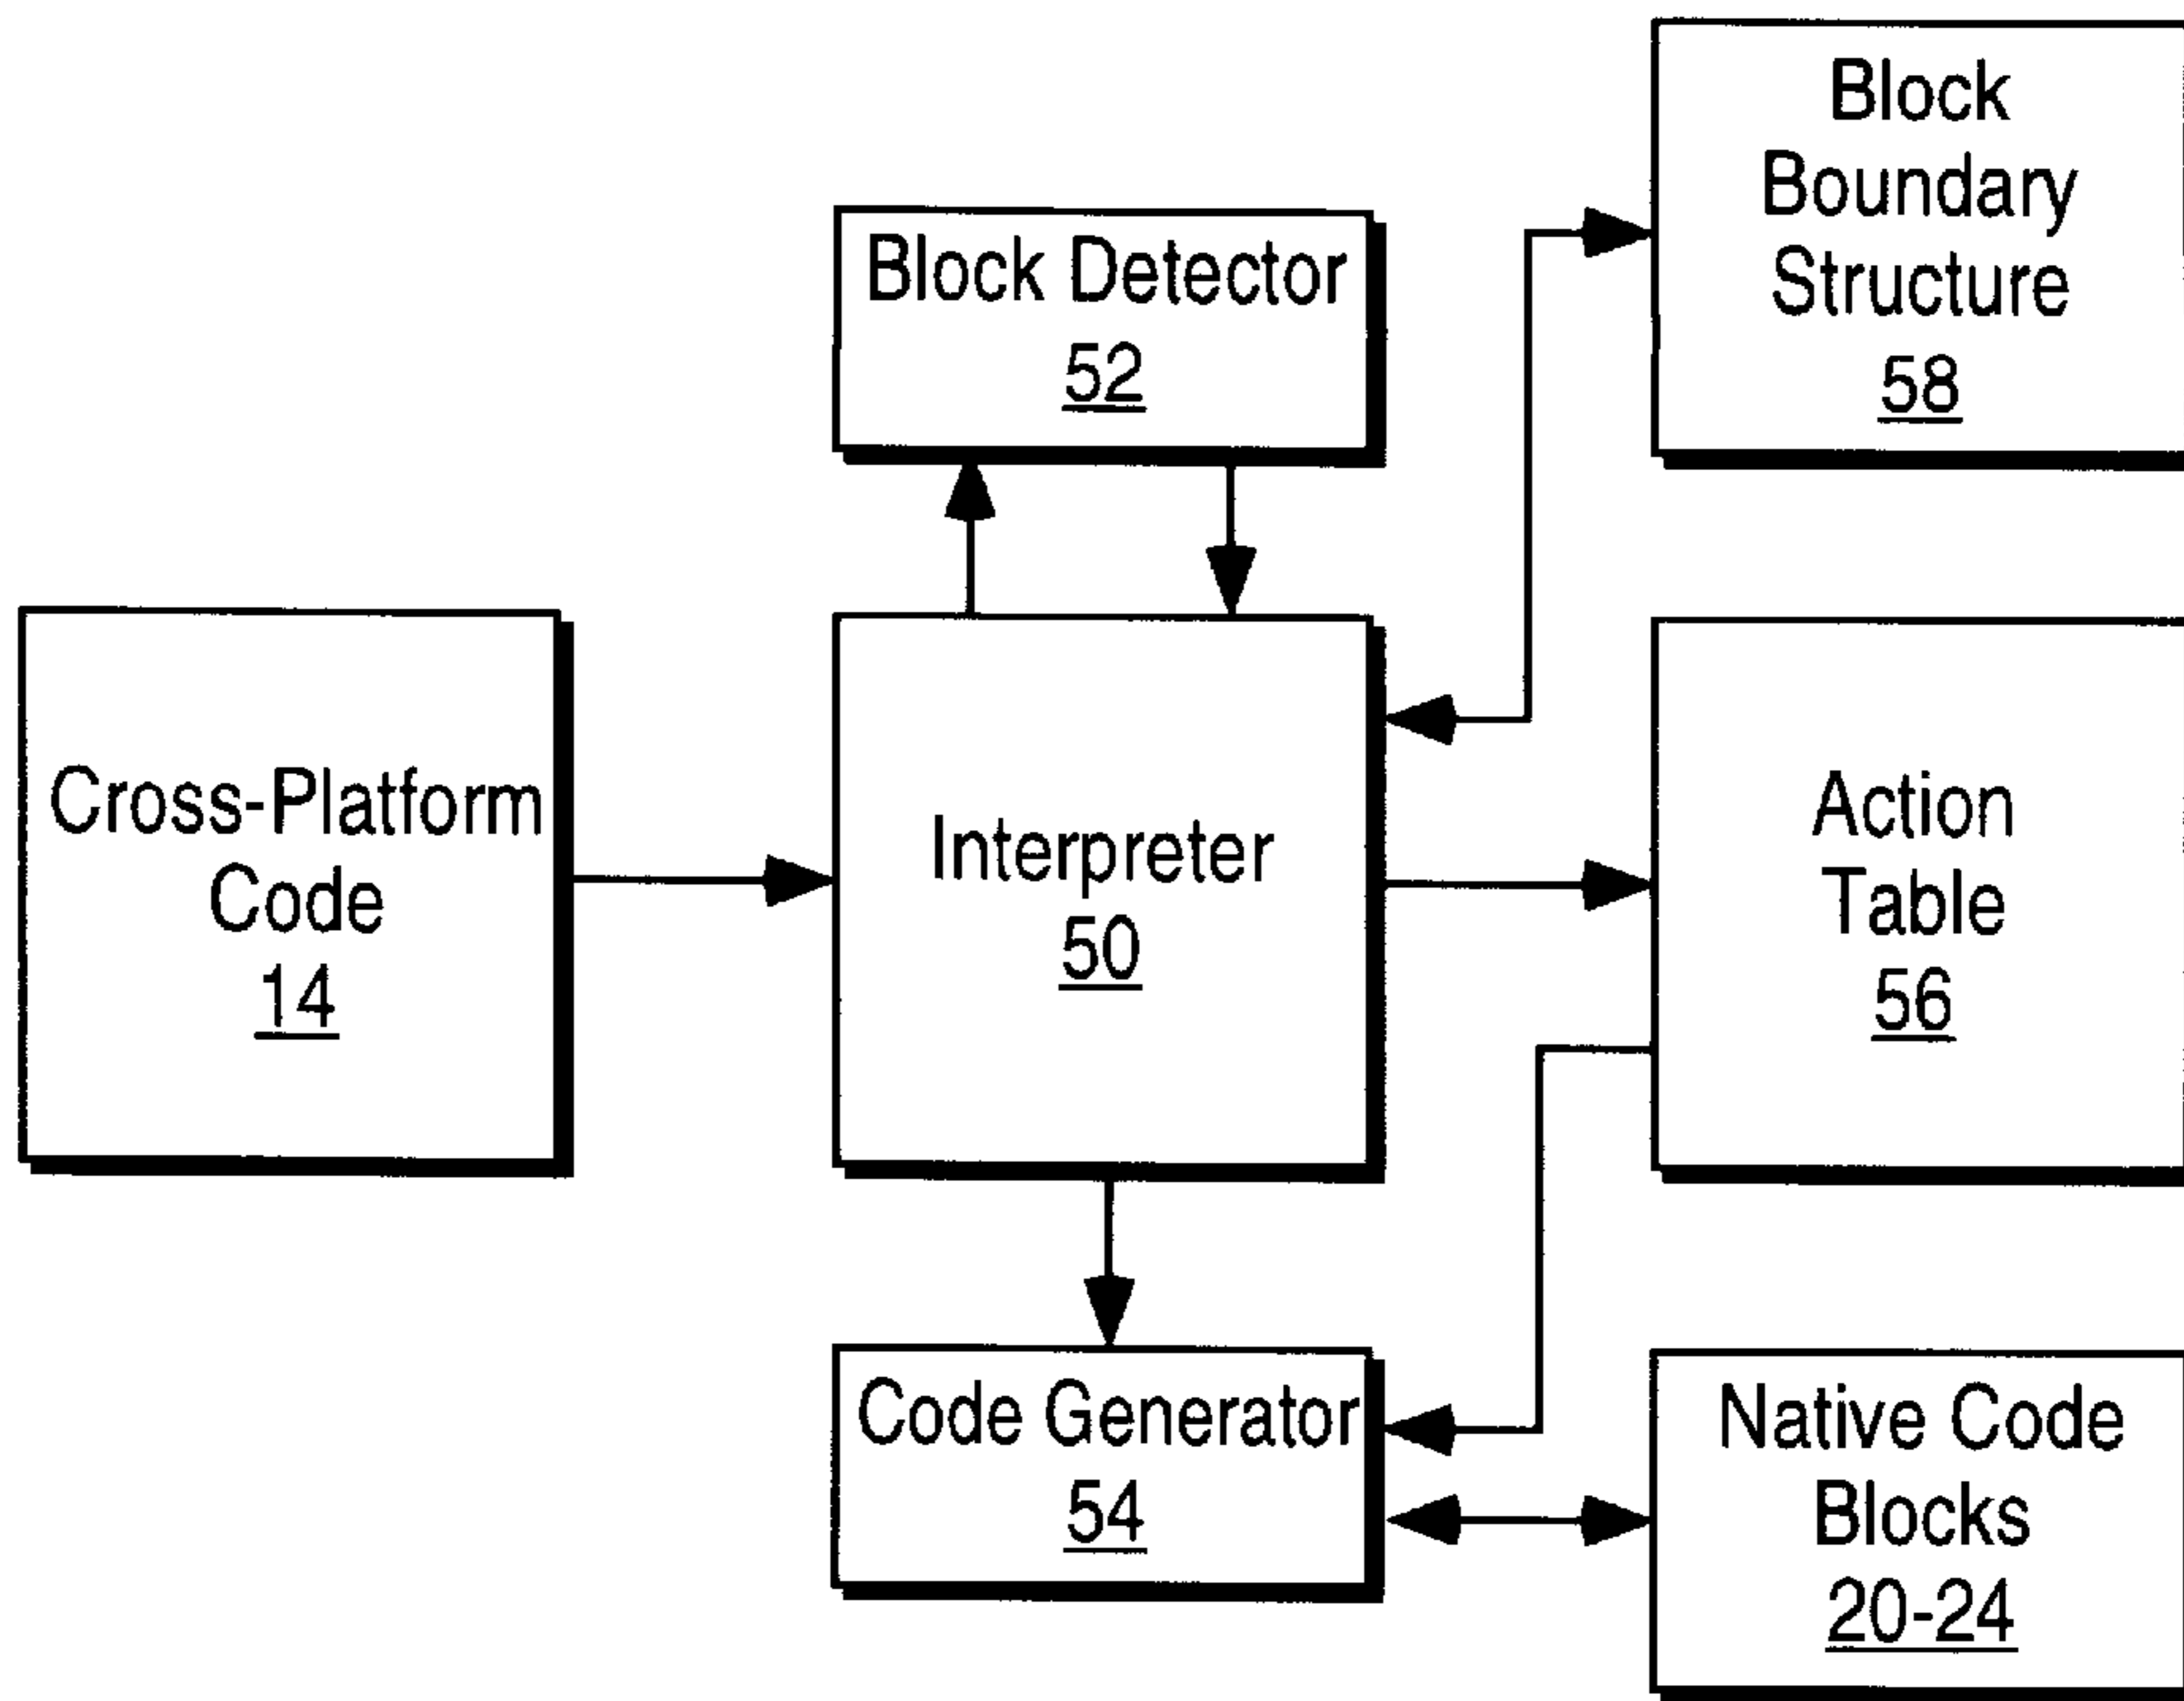 Block
Boundary
Structure
58
Block Detector
52
Cross-Platform
Code
14
Interpreter
50
Action
Table
56
Code Generator
54
Native Code
Blocks
20-24